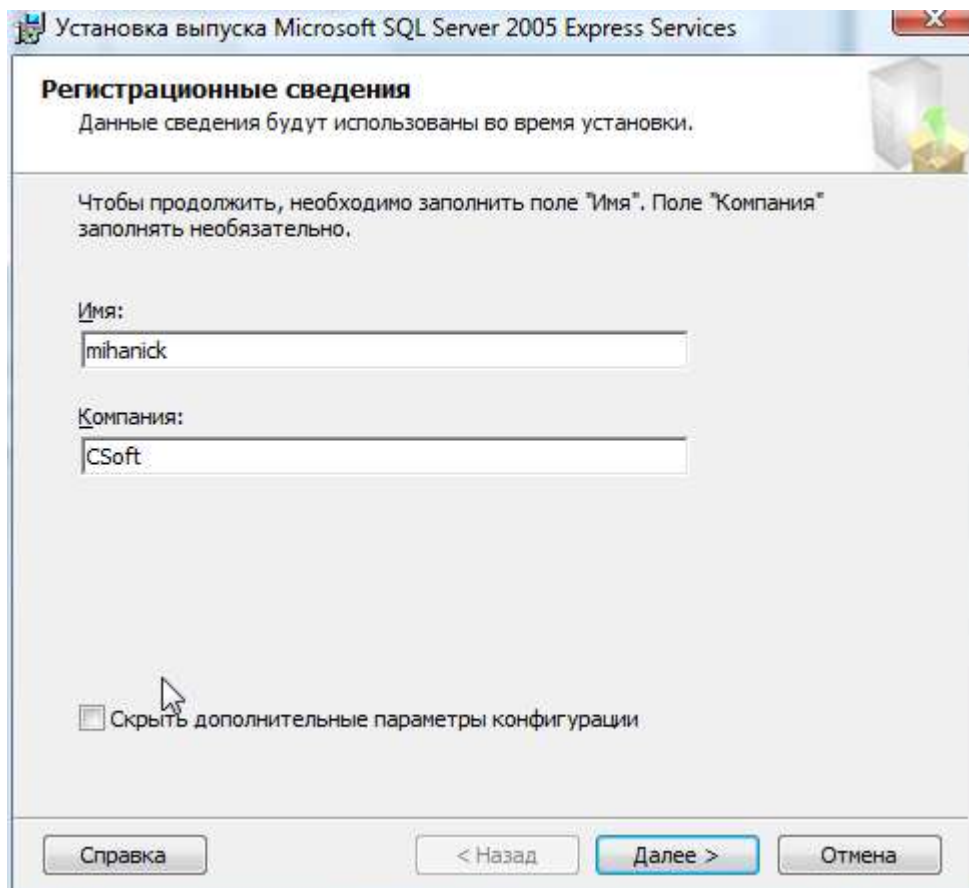 Установка выпуска Microsoft SQL Server 2005 Express Services
Регистрационные сведения
Данные сведения будут использованы во время установки.
Чтобы продолжить, необходимо заполнить поле "Имя". Поле "Компания"
заполнять необязательно.
Имя:
mihanick
Компания:
CSoft
Скрыть дополнительные параметры конфигурации
Справка
< Назад
Далее >
Отмена